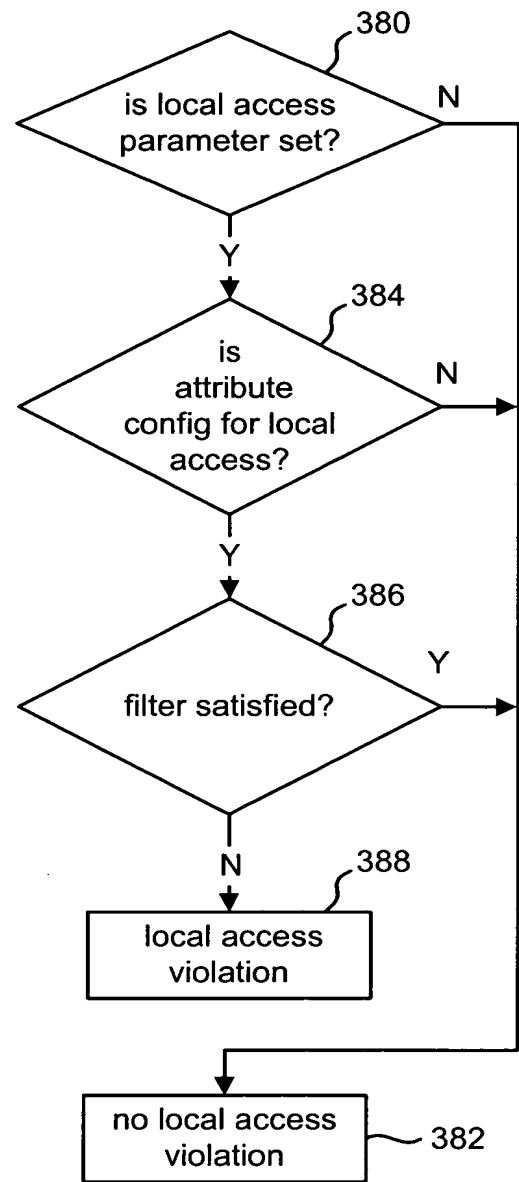 380
is local access
parameter set?
N
Y
384
is
attribute
config for local
access?
N
Y
386
filter satisfied?
Y
N
388
local access
violation
no local access
violation
382